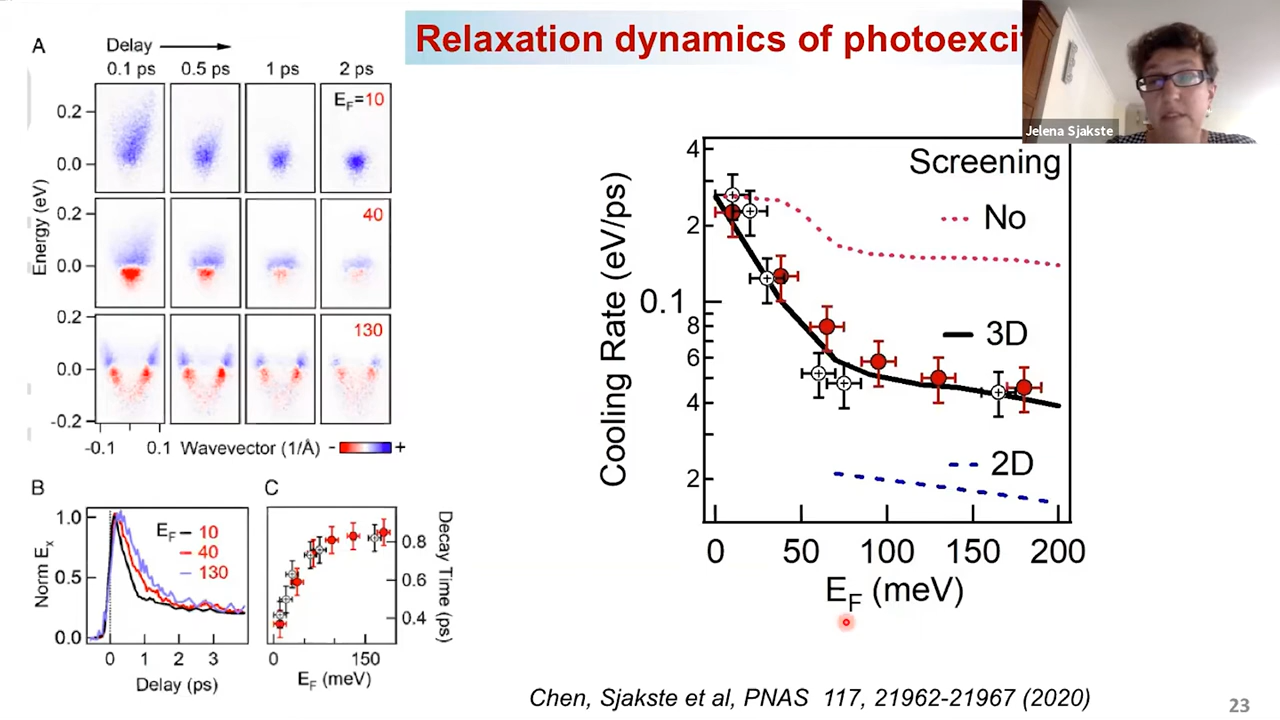 Relaxation dynamics of photoexci
Jelena Sjakste
A
Delay
0.1 ps 0.5 ps 1 ps 2 ps
EF=10
40
130
0.2
0.0
0.2
0.0
0.2
0.0
-0.2
Energy (eV)
-0.1 0.1 Wavevector (1/Å) - +
B
Norm Ex
1.0
0.5
0.0
EF 10
40
130
0 1 2 3
Delay (ps)
C
0.8
0.6
0.4
Decay Time (ps)
0 150
EF (meV)
Cooling Rate (eV/ps)
4
2
0.1
8
6
4
2
Screening
No
3D
2D
0 50 100 150 200
EF (meV)
Chen, Sjakste et al, PNAS 117, 21962-21967 (2020)
23